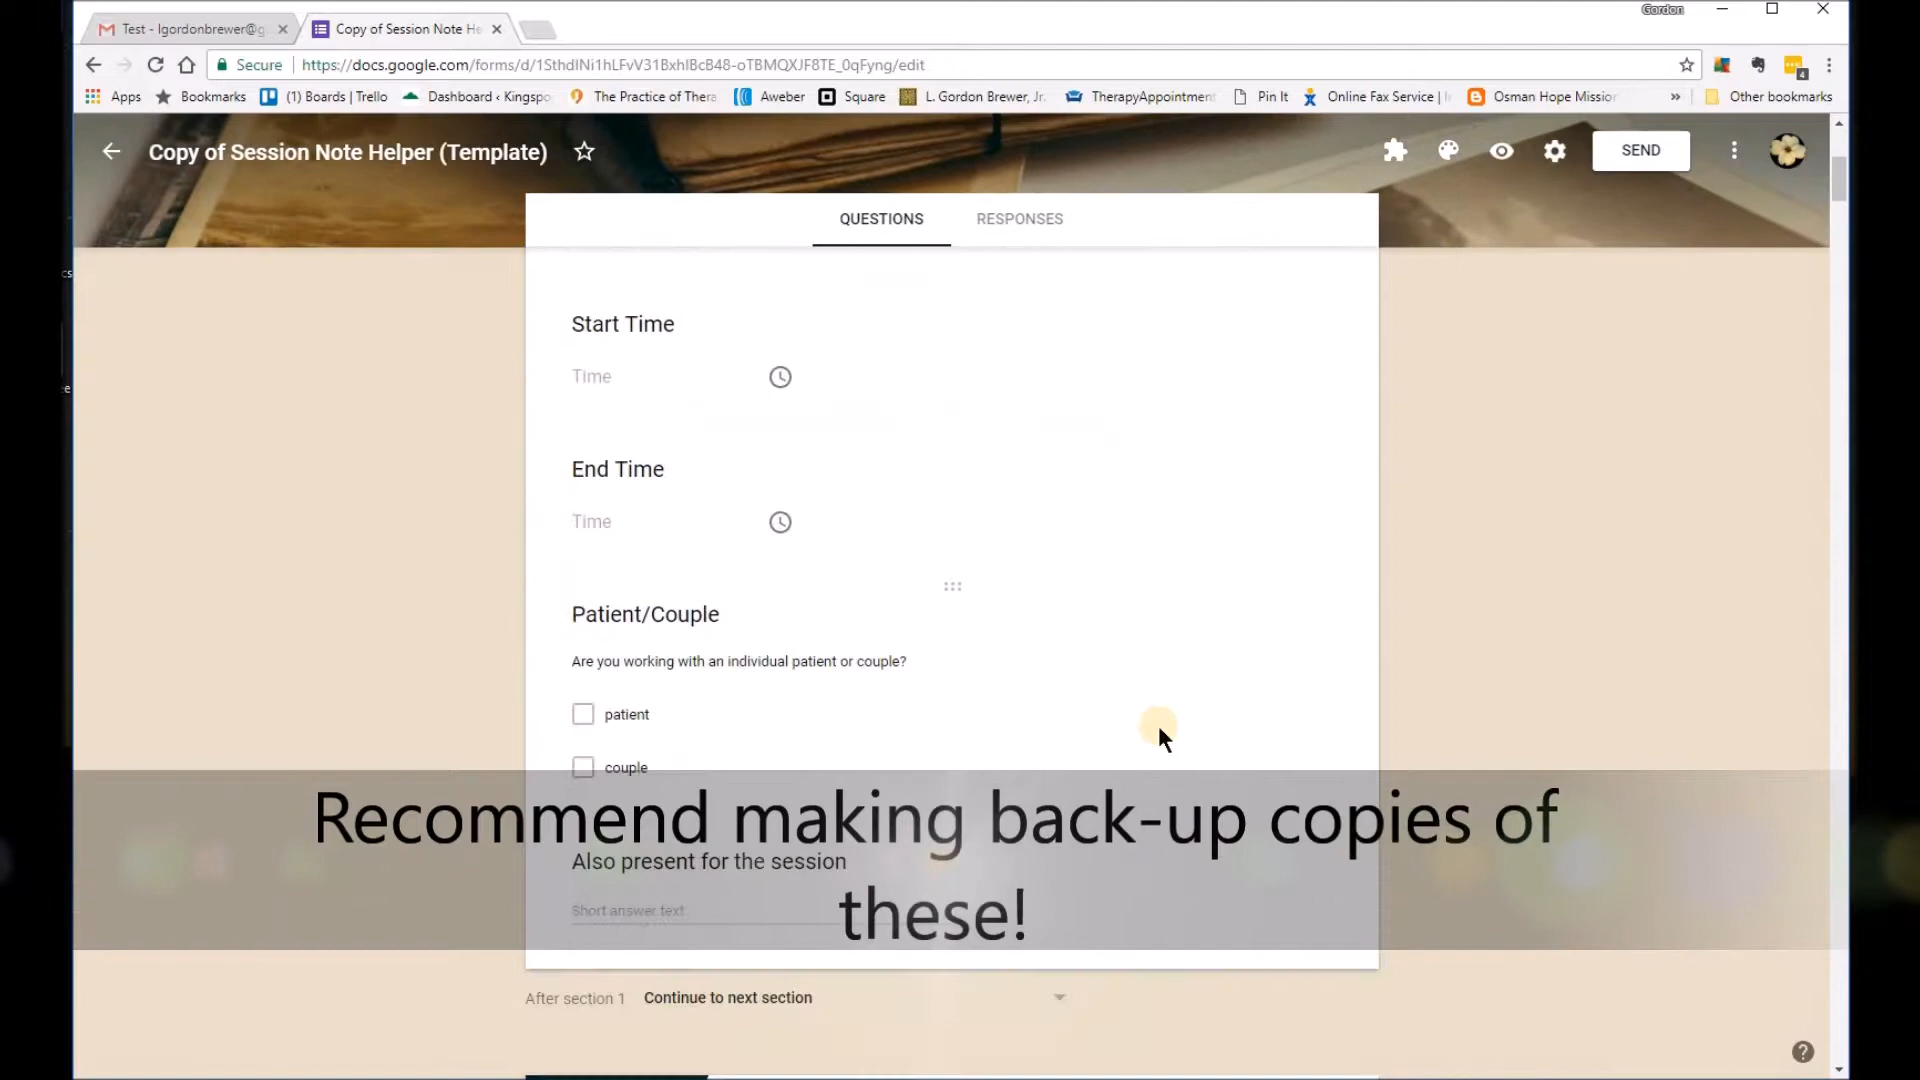 Gordon
Test - lgordonbrewer@g
Copy of Session Note He
Secure
https://docs.google.com/forms/d/1SthdINi1hLFvV31BxhIBcB48-oTBMQXJF8TE_0qFyng/edit
4
Apps
Bookmarks
(1) Boards | Trello
Dashboard ‹ Kingspo
The Practice of Thera
Aweber
Square
L. Gordon Brewer, Jr.
TherapyAppointment
Pin It
Online Fax Service |
Osman Hope Mission
»
Other bookmarks
Copy of Session Note Helper (Template)
SEND
QUESTIONS
RESPONSES
cs
Start Time
Time
e
End Time
Time
Patient/Couple
Are you working with an individual patient or couple?
patient
couple
Recommend making back-up copies of
these!
Also present for the session
Short answer text
After section 1
Continue to next section